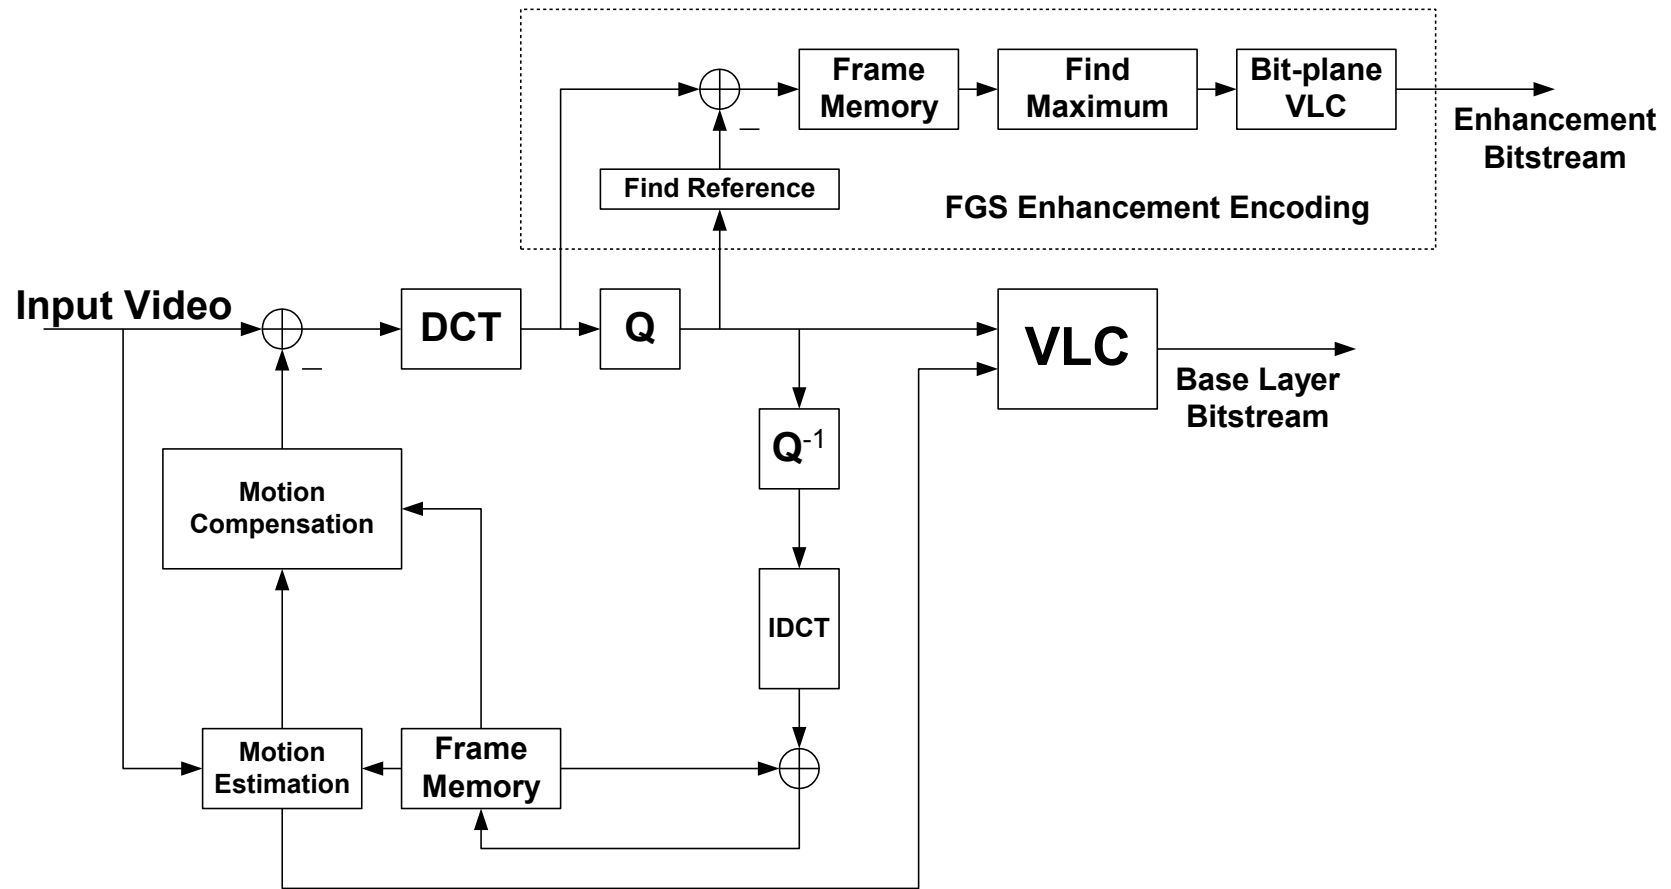 Frame
Memory
Find
Maximum
Bit-plane
VLC
Enhancement
Bitstream
Find Reference
FGS Enhancement Encoding
Input Video
DCT
Q
VLC
Base Layer
Bitstream
Q-1
Motion
Compensation
IDCT
Motion
Estimation
Frame
Memory